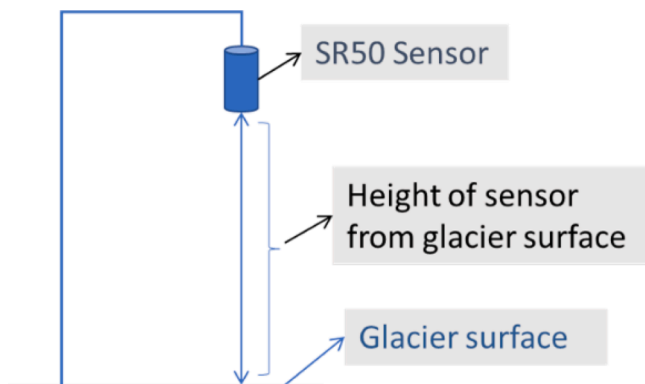 SR50 Sensor
Height of sensor
from glacier surface
Glacier surface